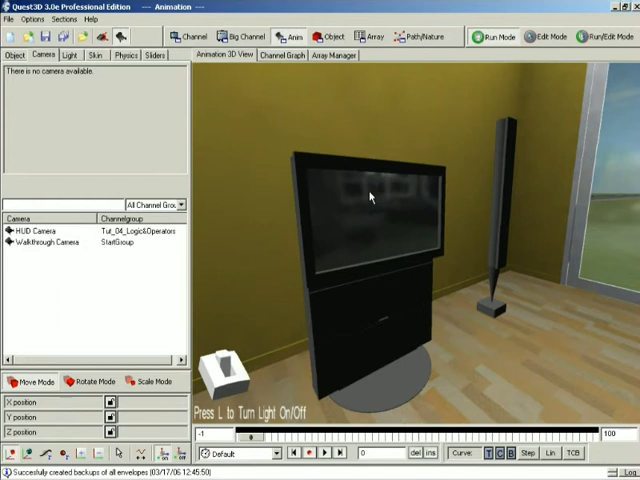 Quest3D 3.0e Professional Edition ---- Animation ----
File Options Sections Help
Channel Big Channel Anim Object Array Path/Nature Run Mode Edit Mode Run/Edit Mode
Object Camera Light Skin Physics Sliders Animation 3D View Channel Graph Array Manager
There is no camera available.
All Channel Grou
Camera Channelgroup
HUD Camera Tut_04_Logic&Operators
Walkthrough Camera StartGroup
Move Mode Rotate Mode Scale Mode
X position
Y position
Z position
Press L to Turn Light On/Off
-1 0 100
Default 0 del ins Curve: T C B Step Lin TCB
Succesfully created backups of all envelopes (03/17/06 12:45:50) Log